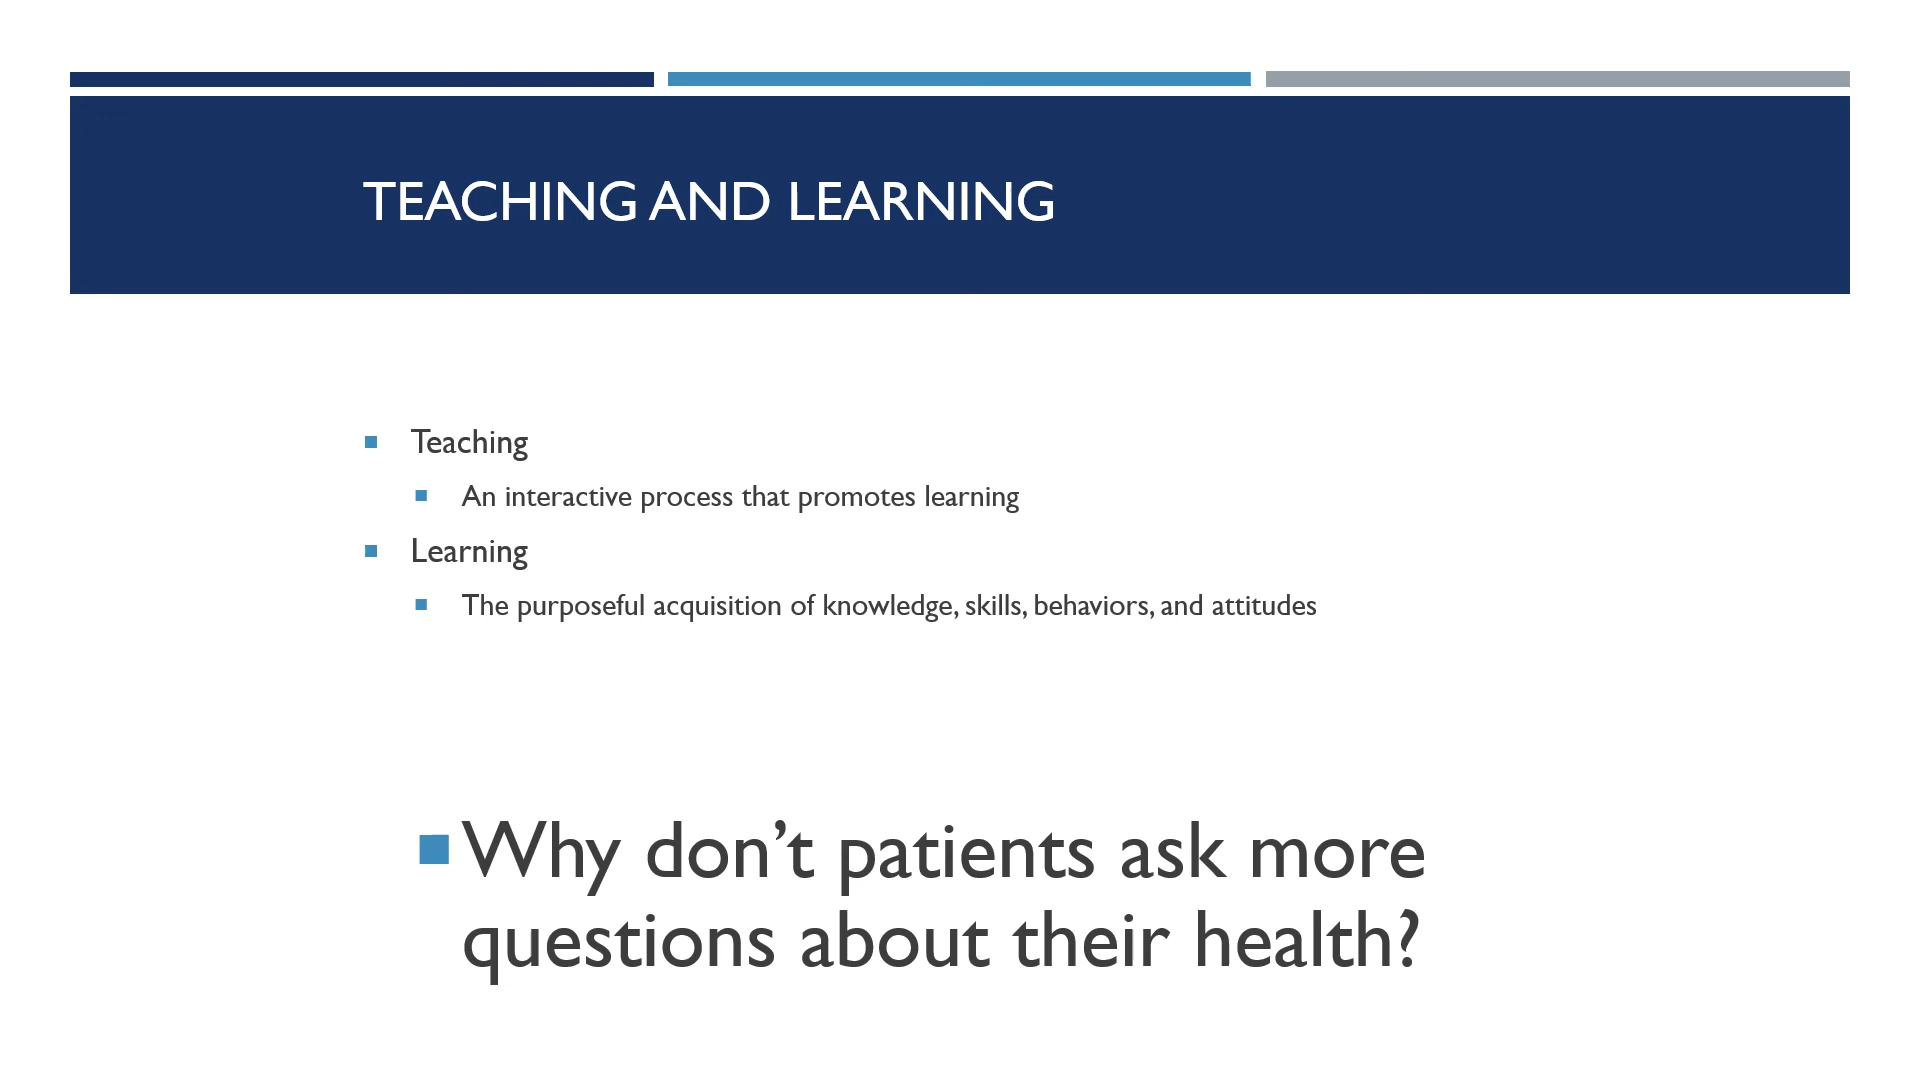 TEACHING AND LEARNING
Teaching
An interactive process that promotes learning
Learning
The purposeful acquisition of knowledge, skills, behaviors, and attitudes
Why don’t patients ask more
questions about their health?